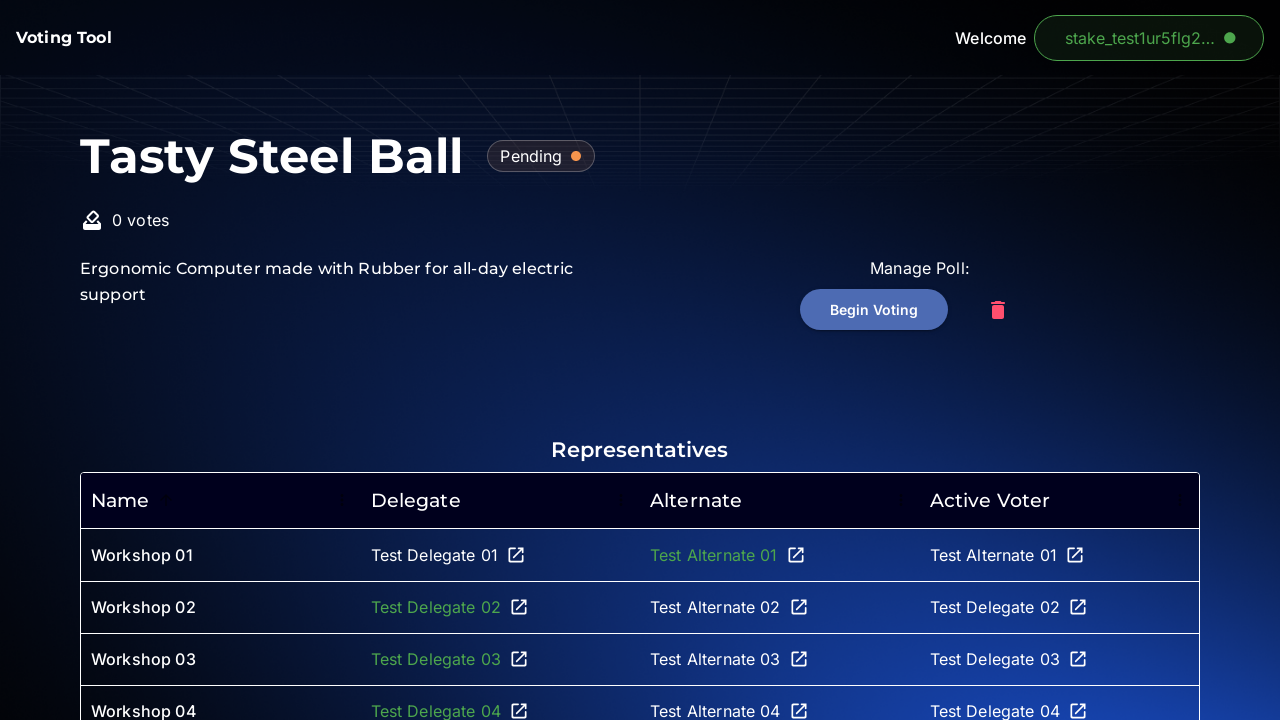 Voting Tool
Welcome
stake_test1ur5flg2...
Tasty Steel Ball
Pending
0 votes
Ergonomic Computer made with Rubber for all-day electric
support
Manage Poll:
Begin Voting
Representatives
Name Delegate Alternate Active Voter
Workshop 01 Test Delegate 01 Test Alternate 01 Test Alternate 01
Workshop 02 Test Delegate 02 Test Alternate 02 Test Delegate 02
Workshop 03 Test Delegate 03 Test Alternate 03 Test Delegate 03
Workshop 04 Test Delegate 04 Test Alternate 04 Test Delegate 04